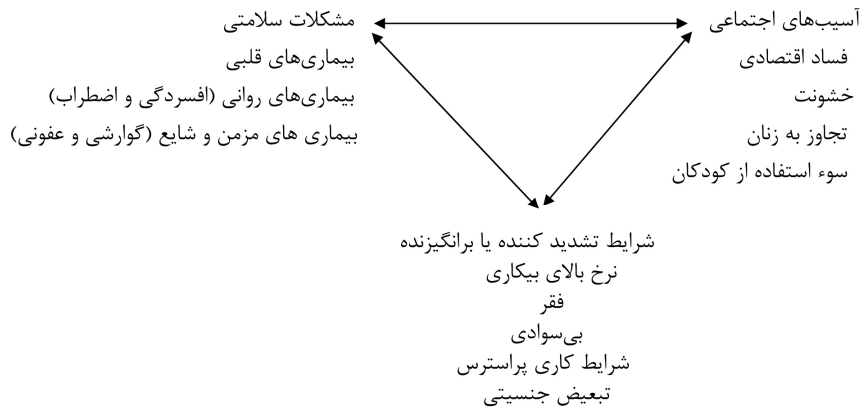 آسیب‌های اجتماعی
فساد اقتصادی
خشونت
تجاوز به زنان
سوء استفاده از کودکان
مشکلات سلامتی
بیماری‌های قلبی
بیماری‌های روانی (افسردگی و اضطراب)
بیماری های مزمن و شایع (گوارشی و عفونی)
شرایط تشدید کننده یا برانگیزنده
نرخ بالای بیکاری
فقر
بی‌سوادی
شرایط کاری پراسترس
تبعیض جنسیتی